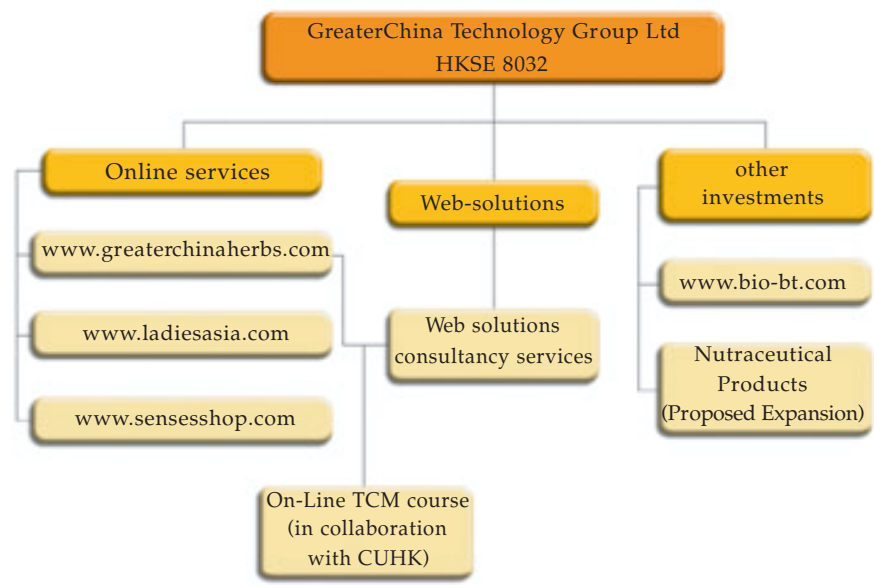 GreaterChina Technology Group Ltd
HKSE 8032
Online services
www.greaterchinaherbs.com
www.ladiesasia.com
www.sensesshop.com
Web-solutions
Web solutions
consultancy services
On-Line TCM course
(in collaboration
with CUHK)
other
investments
www.bio-bt.com
Nutraceutical
Products
(Proposed Expansion)